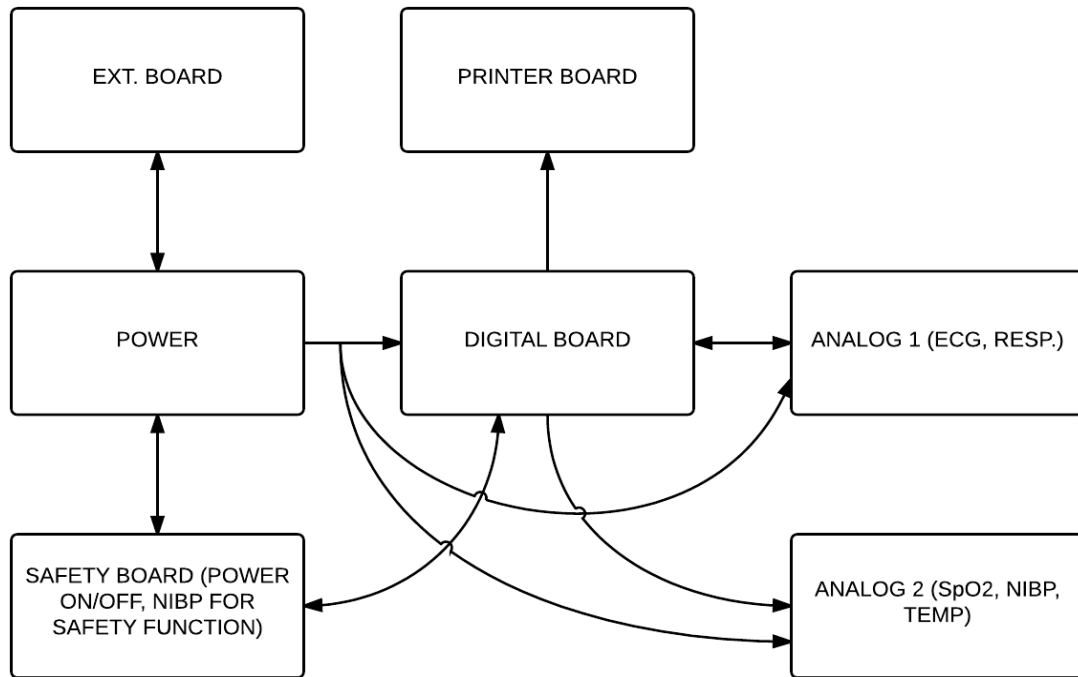 EXT. BOARD
PRINTER BOARD
POWER
DIGITAL BOARD
ANALOG 1 (ECG, RESP.)
SAFETY BOARD (POWER
ON/OFF, NIBP FOR
SAFETY FUNCTION)
ANALOG 2 (SpO2, NIBP,
TEMP)